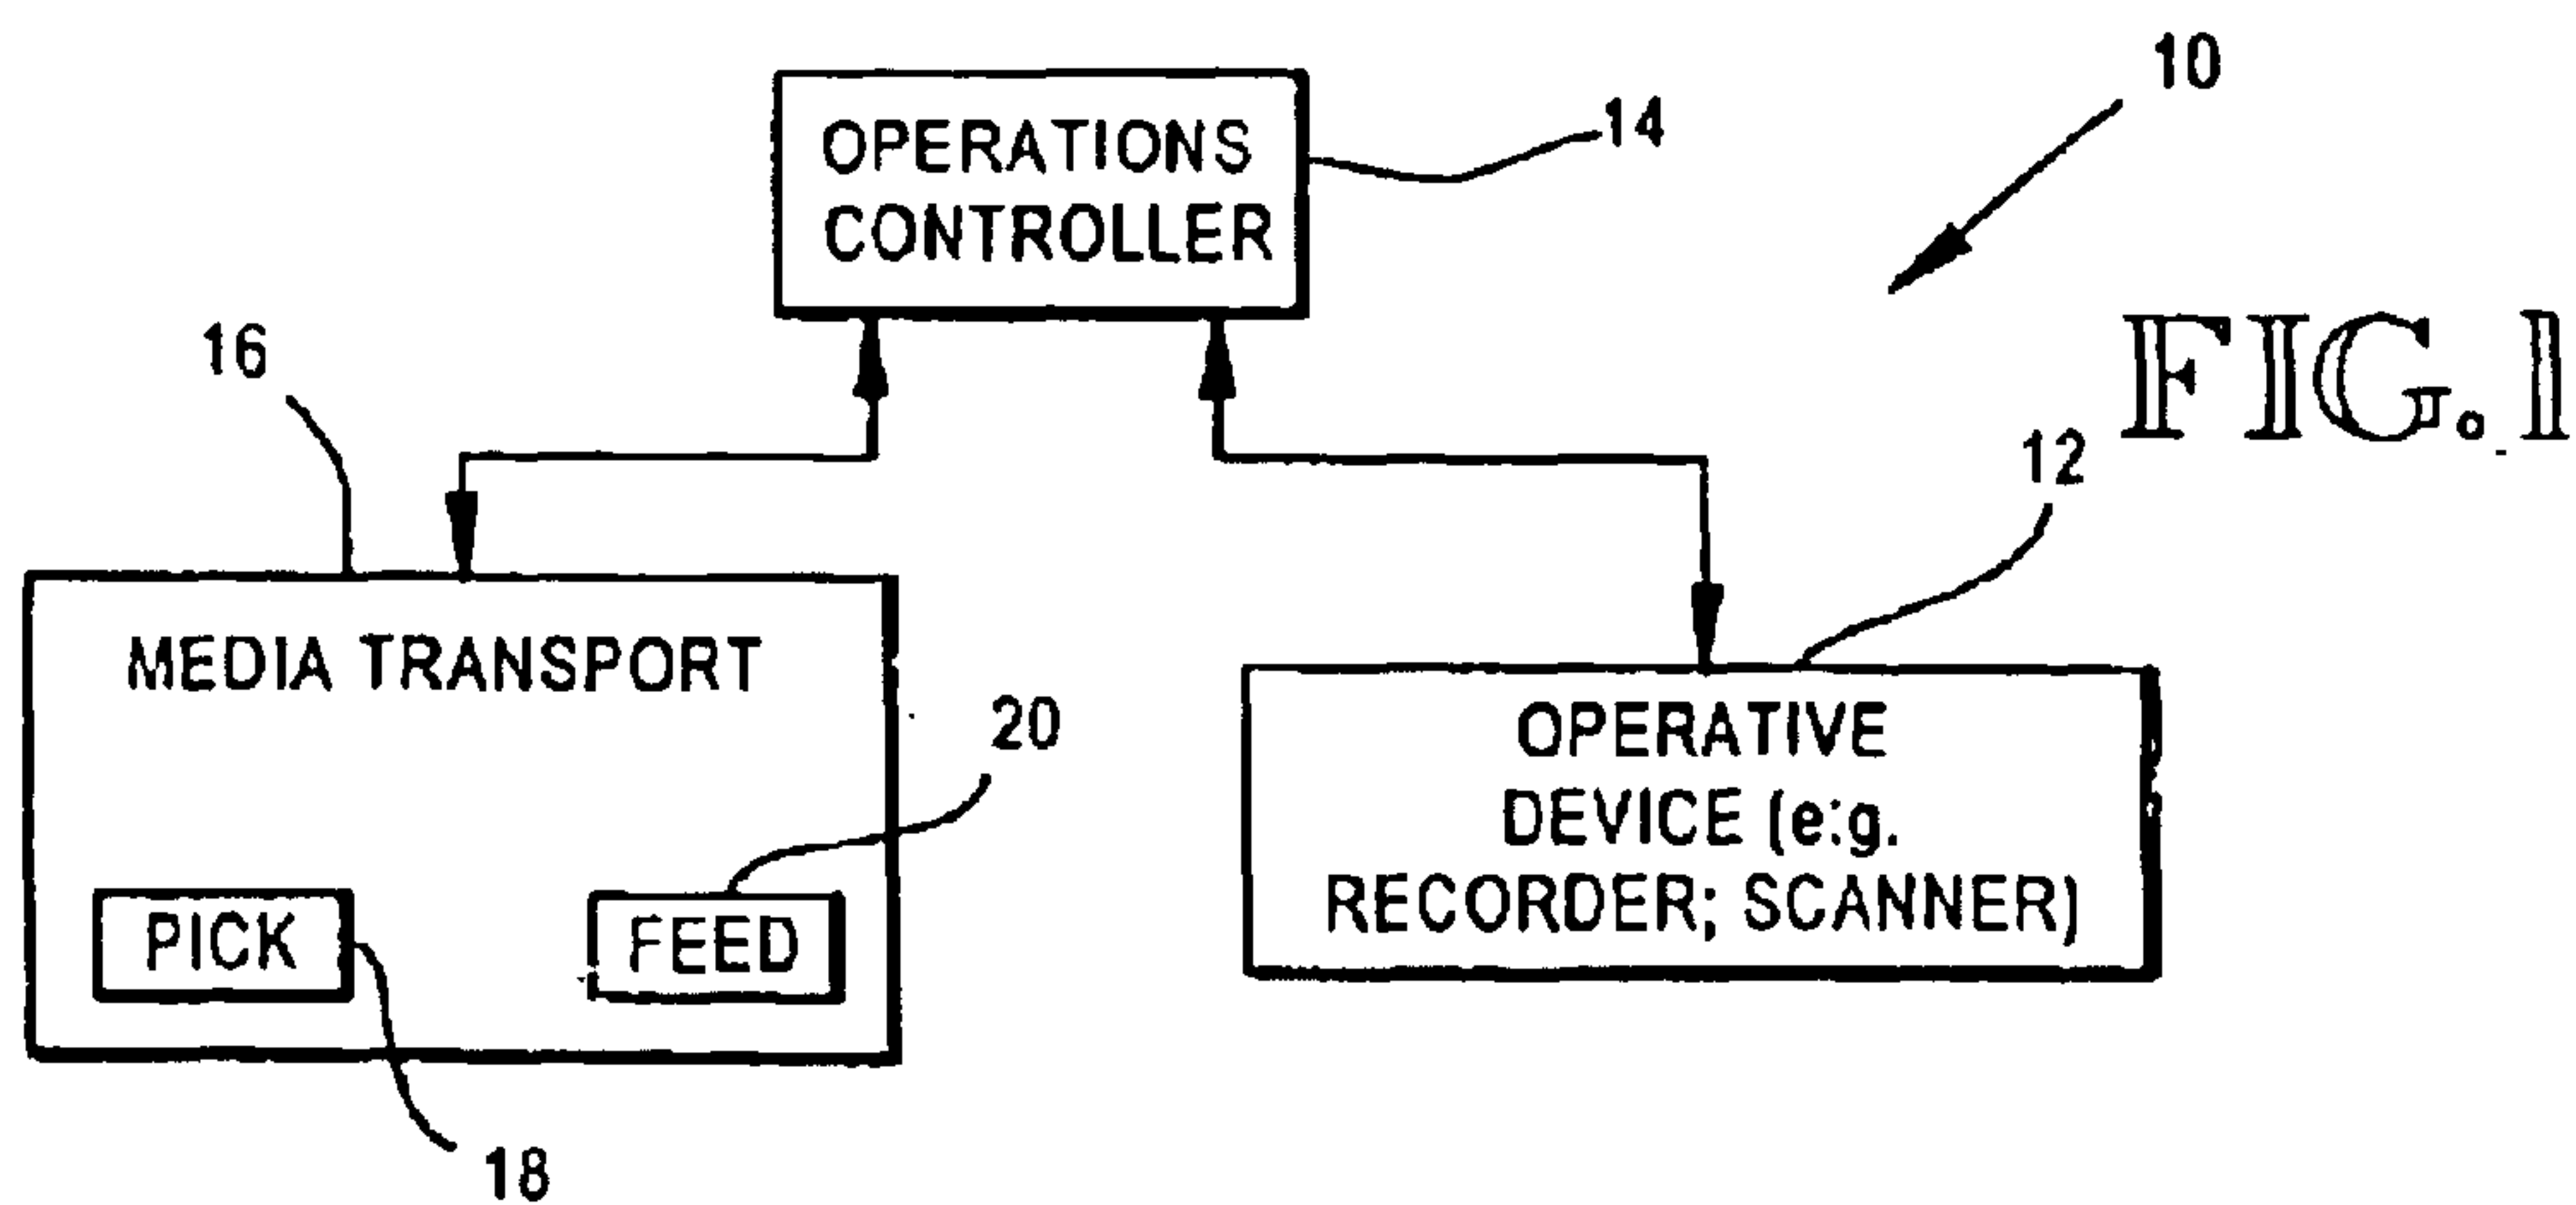 10
OPERATIONS
CONTROLLER
14
FIG. 1
16
12
MEDIA TRANSPORT
20
OPERATIVE
DEVICE (e.g.
RECORDER; SCANNER)
PICK
FEED
18